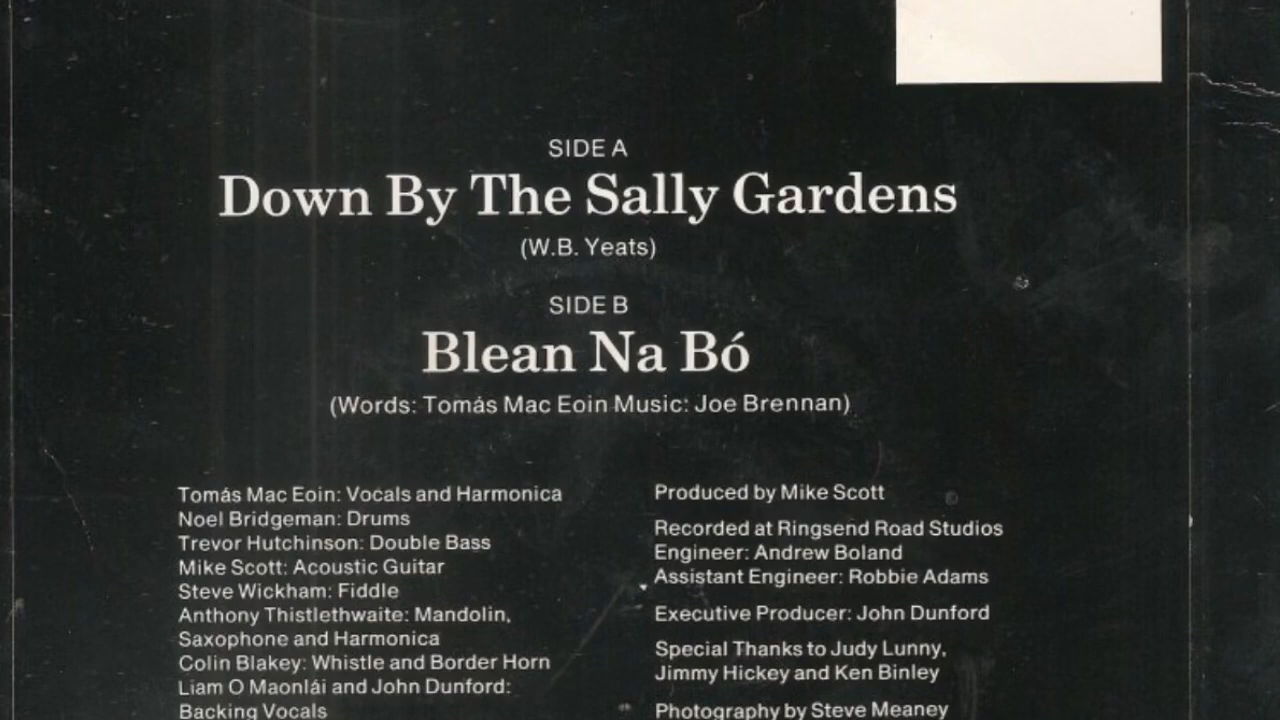 SIDE A
Down By The Sally Gardens
(W.B. Yeats)
SIDE B
Blean Na Bó
(Words: Tomás Mac Eoin Music: Joe Brennan)
Tomás Mac Eoin: Vocals and Harmonica
Noel Bridgeman: Drums
Trevor Hutchinson: Double Bass
Mike Scott: Acoustic Guitar
Steve Wickham: Fiddle
Anthony Thistlethwaite: Mandolin,
Saxophone and Harmonica
Colin Blakey: Whistle and Border Horn
Liam O Maonlái and John Dunford:
Backing Vocals
Produced by Mike Scott
Recorded at Ringsend Road Studios
Engineer: Andrew Boland
Assistant Engineer: Robbie Adams
Executive Producer: John Dunford
Special Thanks to Judy Lunny,
Jimmy Hickey and Ken Binley
Photography by Steve Meaney